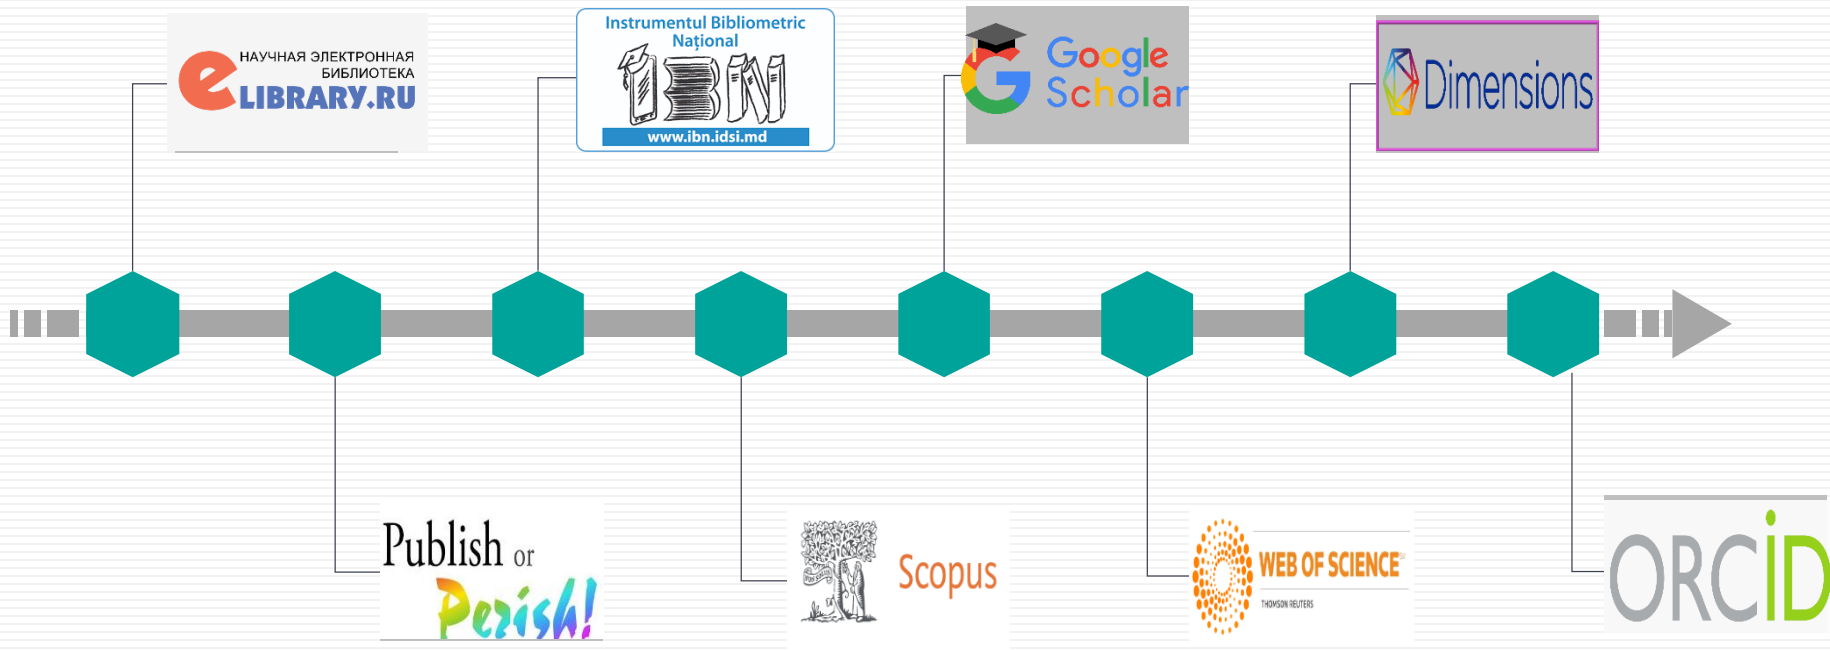 НАУЧНАЯ ЭЛЕКТРОННАЯ
БИБЛИОТЕКА
eLIBRARY.RU
Instrumentul Bibliometric
Național
IBN
www.ibn.idsi.md
Google
Scholar
Dimensions
Publish or
Perish!
Scopus
WEB OF SCIENCE
THOMSON REUTERS
ORCiD